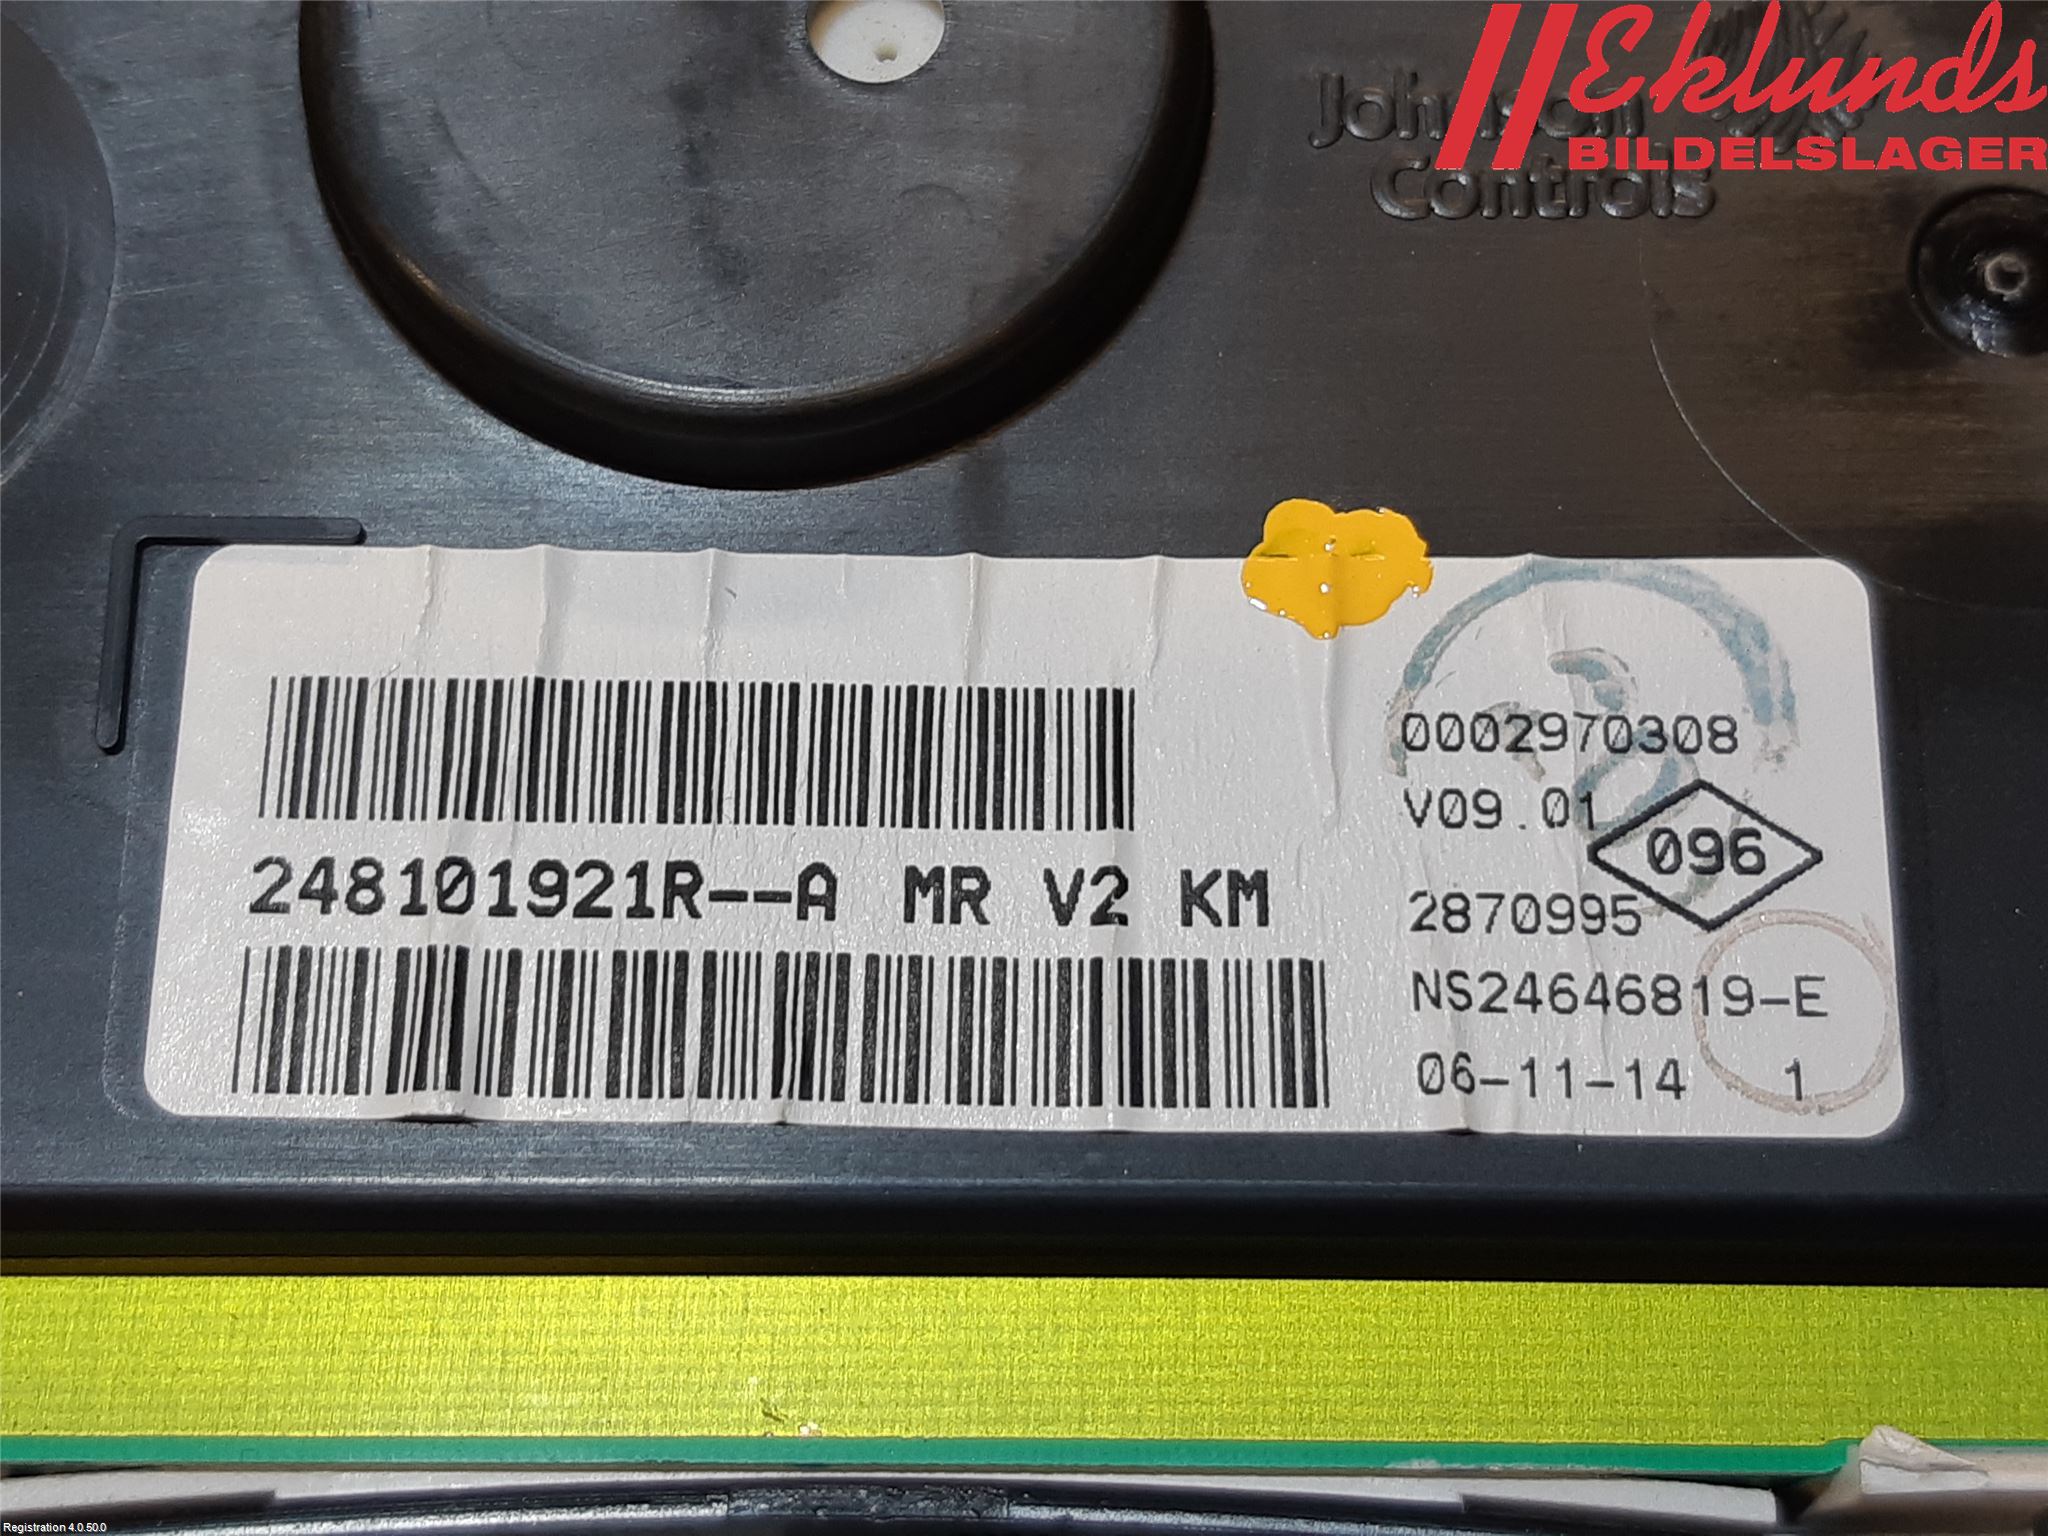 Eklunds
BILDELSLAGER
Johnson
Controls
0002970308
V09.01
096
248101921R--A MR V2 KM
2870995
NS24646819-E
06-11-14 1
Registration 4.0.50.0